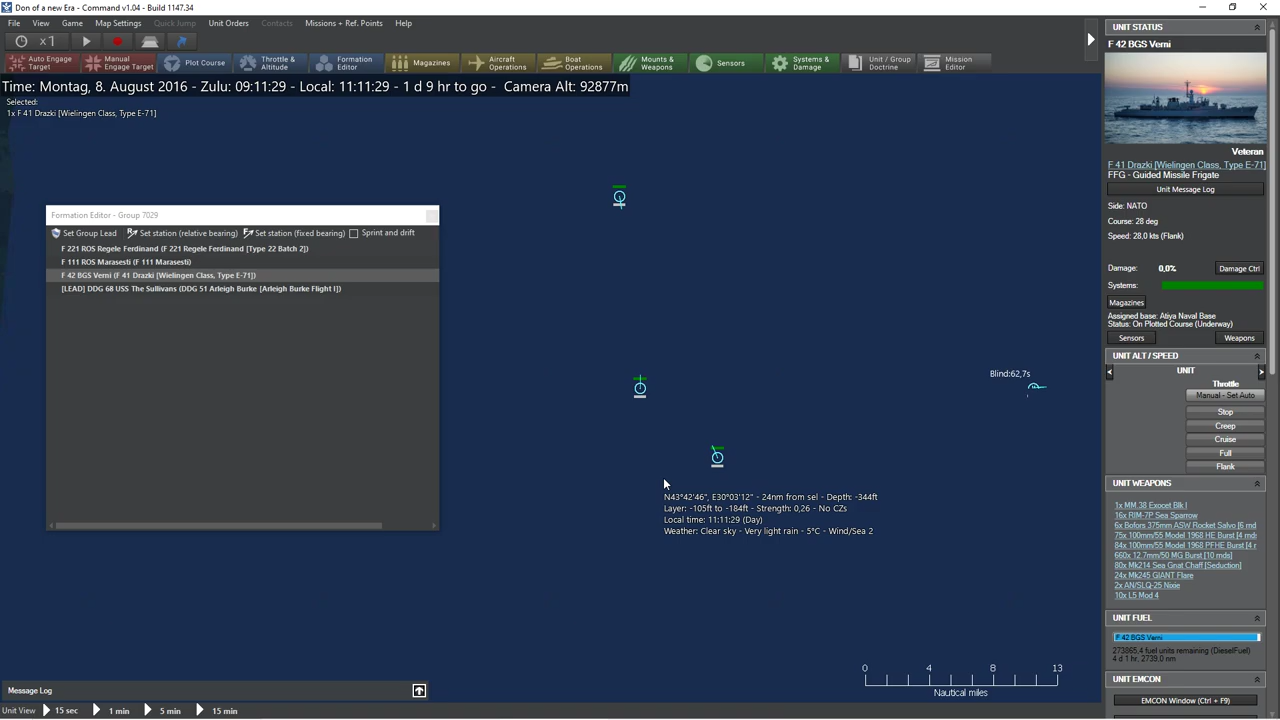 Don of a new Era - Command v1.04 - Build 1147.34
File View Game Map Settings Quick Jump Unit Orders Contacts Missions + Ref. Points Help
x1
Auto Engage Target Manual Engage Target Plot Course Throttle & Altitude Formation Editor Magazines Aircraft Operations Boat Operations Mounts & Weapons Sensors Systems & Damage Unit / Group Doctrine Mission Editor
Time: Montag, 8. August 2016 - Zulu: 09:11:29 - Local: 11:11:29 - 1 d 9 hr to go - Camera Alt: 92877m
Selected:
1x F 41 Drazki [Wielingen Class, Type E-71]
Formation Editor - Group 7029
Set Group Lead Set station (relative bearing) Set station (fixed bearing) Sprint and drift
F 221 ROS Regele Ferdinand (F 221 Regele Ferdinand [Type 22 Batch 2])
F 111 ROS Marasesti (F 111 Marasesti)
F 42 BGS Verni (F 41 Drazki [Wielingen Class, Type E-71])
[LEAD] DDG 68 USS The Sullivans (DDG 51 Arleigh Burke [Arleigh Burke Flight I])
Blind:62,7s
N43°42'46", E30°03'12" - 24nm from sel - Depth: -344ft
Layer: -105ft to -184ft - Strength: 0,26 - No CZs
Local time: 11:11:29 (Day)
Weather: Clear sky - Very light rain - 5°C - Wind/Sea 2
0 4 8 13
Nautical miles
Message Log
Unit View 15 sec 1 min 5 min 15 min
UNIT STATUS
F 42 BGS Verni
Veteran
F 41 Drazki [Wielingen Class, Type E-71]
FFG - Guided Missile Frigate
Unit Message Log
Side: NATO
Course: 28 deg
Speed: 28,0 kts (Flank)
Damage: 0,0% Damage Ctrl
Systems:
Magazines
Assigned base: Atiya Naval Base
Status: On Plotted Course (Underway)
Sensors Weapons
UNIT ALT / SPEED
UNIT
Throttle
Manual - Set Auto
Stop
Creep
Cruise
Full
Flank
UNIT WEAPONS
1x MM.38 Exocet Blk I
16x RIM-7P Sea Sparrow
6x Bofors 375mm ASW Rocket Salvo [6 rnd
75x 100mm/55 Model 1968 HE Burst [4 rnds
84x 100mm/55 Model 1968 PFHE Burst [4 r
660x 12.7mm/50 MG Burst [10 rnds]
80x Mk214 Sea Gnat Chaff [Seduction]
24x Mk245 GIANT Flare
2x AN/SLQ-25 Nixie
10x L5 Mod 4
UNIT FUEL
F 42 BGS Verni
273865,4 fuel units remaining (DieselFuel)
4 d 1 hr. 2739.0 nm
UNIT EMCON
EMCON Window (Ctrl + F9)